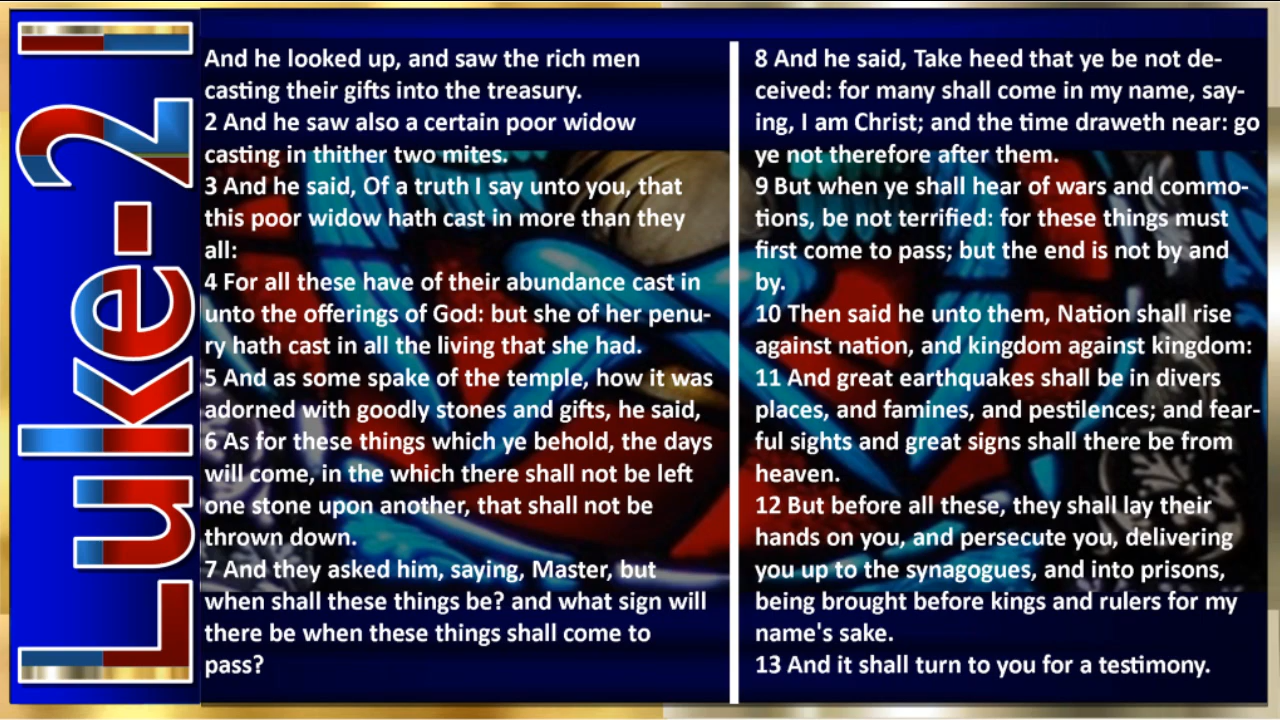 Luke-21
And he looked up, and saw the rich men
casting their gifts into the treasury.
2 And he saw also a certain poor widow
casting in thither two mites.
3 And he said, Of a truth I say unto you, that
this poor widow hath cast in more than they
all:
4 For all these have of their abundance cast in
unto the offerings of God: but she of her penu-
ry hath cast in all the living that she had.
5 And as some spake of the temple, how it was
adorned with goodly stones and gifts, he said,
6 As for these things which ye behold, the days
will come, in the which there shall not be left
one stone upon another, that shall not be
thrown down.
7 And they asked him, saying, Master, but
when shall these things be? and what sign will
there be when these things shall come to
pass?
8 And he said, Take heed that ye be not de-
ceived: for many shall come in my name, say-
ing, I am Christ; and the time draweth near: go
ye not therefore after them.
9 But when ye shall hear of wars and commo-
tions, be not terrified: for these things must
first come to pass; but the end is not by and
by.
10 Then said he unto them, Nation shall rise
against nation, and kingdom against kingdom:
11 And great earthquakes shall be in divers
places, and famines, and pestilences; and fear-
ful sights and great signs shall there be from
heaven.
12 But before all these, they shall lay their
hands on you, and persecute you, delivering
you up to the synagogues, and into prisons,
being brought before kings and rulers for my
name's sake.
13 And it shall turn to you for a testimony.